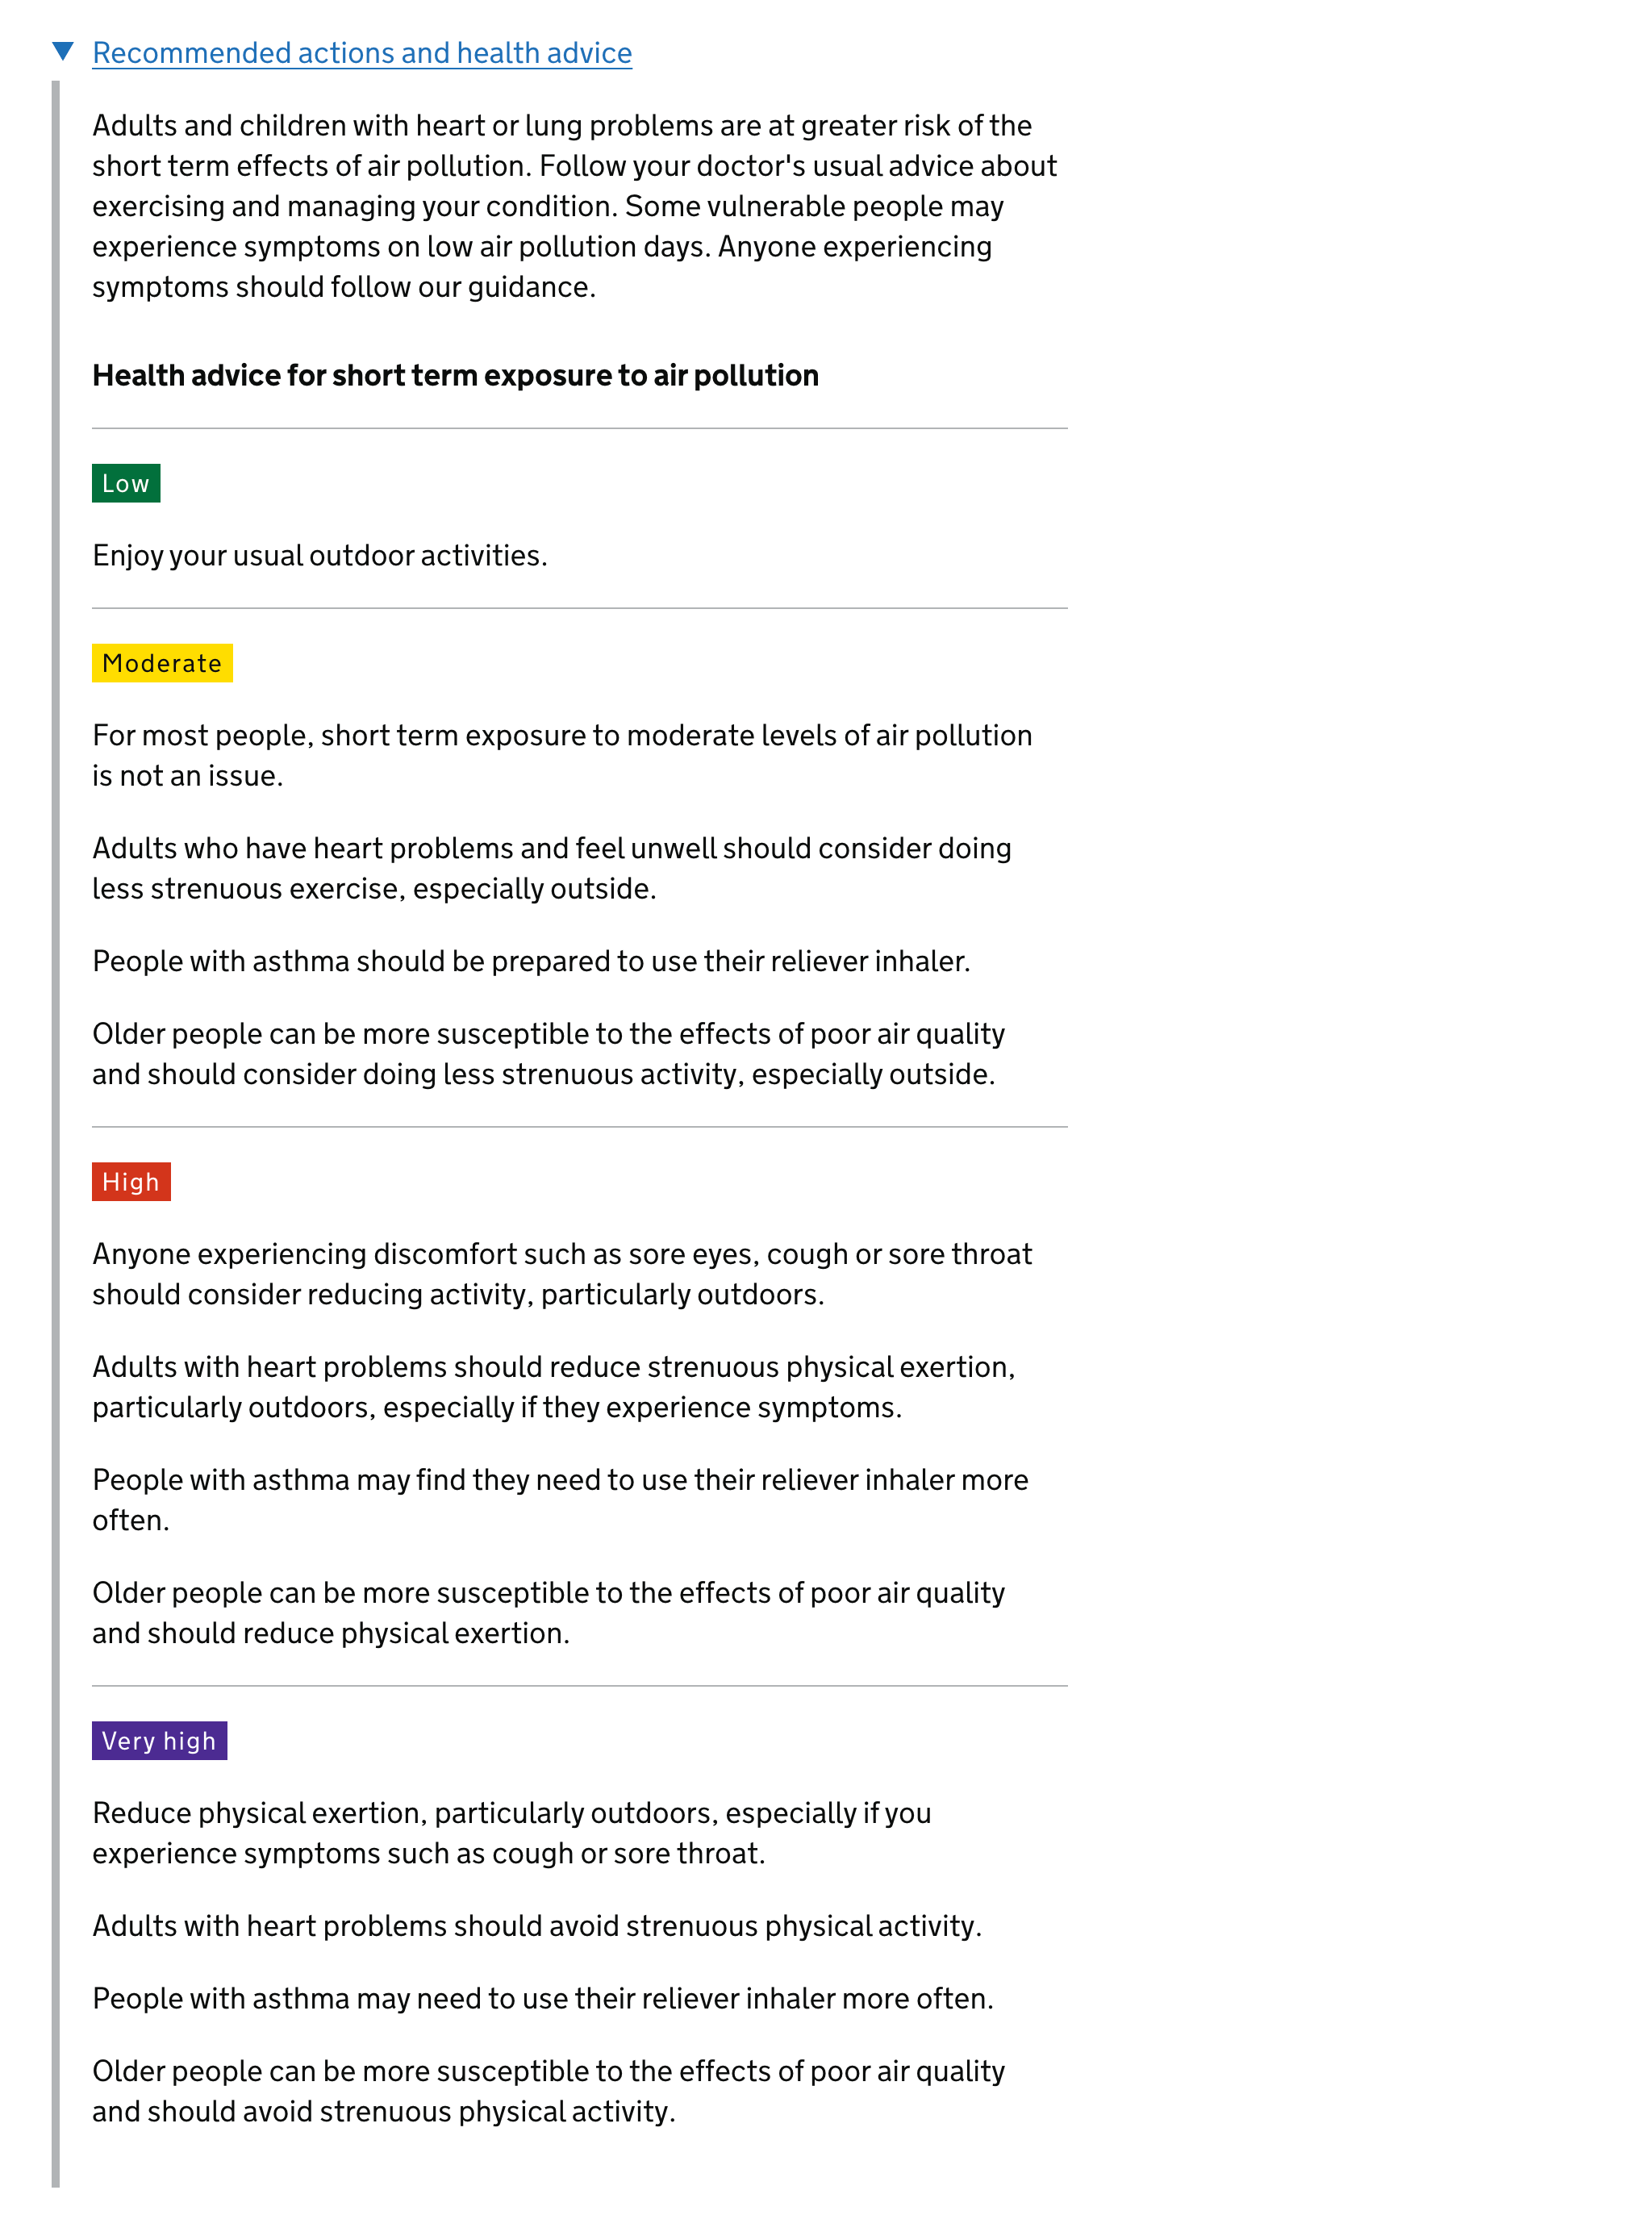 Recommended actions and health advice
Adults and children with heart or lung problems are at greater risk of the
short term effects of air pollution. Follow your doctor's usual advice about
exercising and managing your condition. Some vulnerable people may
experience symptoms on low air pollution days. Anyone experiencing
symptoms should follow our guidance.
Health advice for short term exposure to air pollution
Low
Enjoy your usual outdoor activities.
Moderate
For most people, short term exposure to moderate levels of air pollution
is not an issue.
Adults who have heart problems and feel unwell should consider doing
less strenuous exercise, especially outside.
People with asthma should be prepared to use their reliever inhaler.
Older people can be more susceptible to the effects of poor air quality
and should consider doing less strenuous activity, especially outside.
High
Anyone experiencing discomfort such as sore eyes, cough or sore throat
should consider reducing activity, particularly outdoors.
Adults with heart problems should reduce strenuous physical exertion,
particularly outdoors, especially if they experience symptoms.
People with asthma may find they need to use their reliever inhaler more
often.
Older people can be more susceptible to the effects of poor air quality
and should reduce physical exertion.
Very high
Reduce physical exertion, particularly outdoors, especially if you
experience symptoms such as cough or sore throat.
Adults with heart problems should avoid strenuous physical activity.
People with asthma may need to use their reliever inhaler more often.
Older people can be more susceptible to the effects of poor air quality
and should avoid strenuous physical activity.